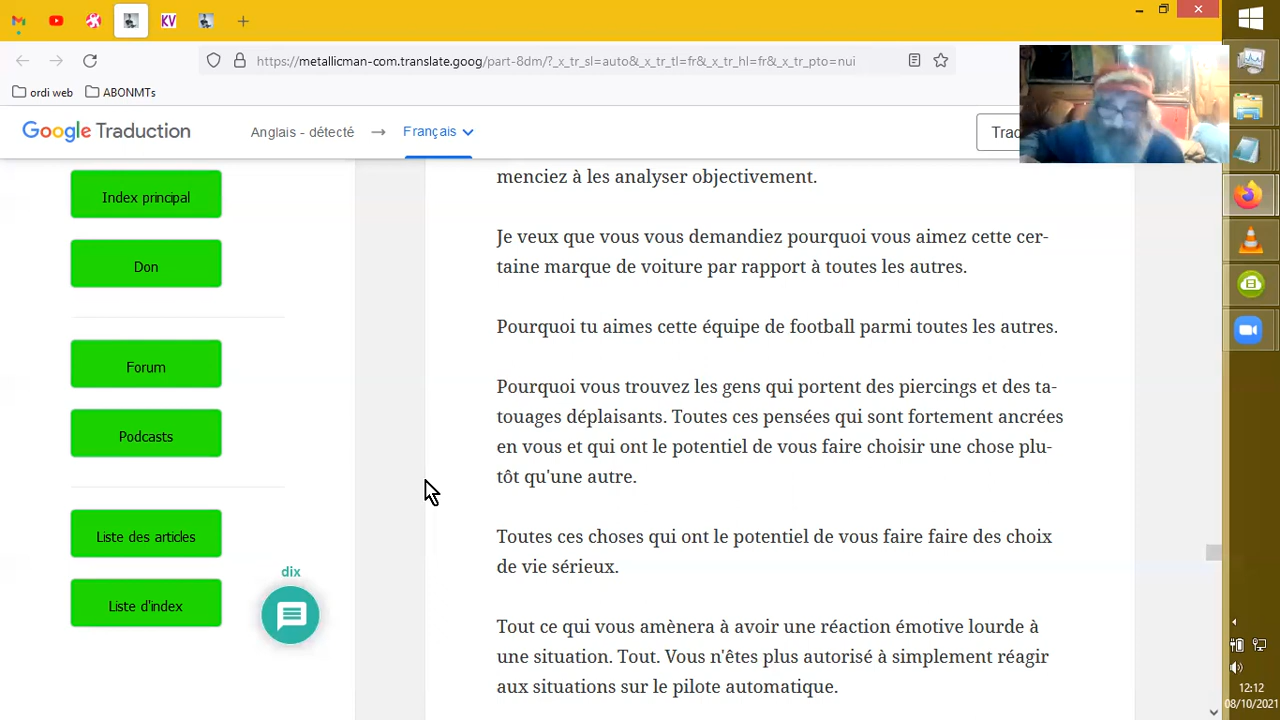 KV
https://metallicman-com.translate.goog/part-8dm/?_x_tr_sl=auto&_x_tr_tl=fr&_x_tr_hl=fr&_x_tr_pto=nui
ordi web ABONMTs
Google Traduction Anglais - détecté → Français Trad
Index principal
Don
Forum
Podcasts
Liste des articles
Liste d'index
dix
menciez à les analyser objectivement.
Je veux que vous vous demandiez pourquoi vous aimez cette cer-
taine marque de voiture par rapport à toutes les autres.
Pourquoi tu aimes cette équipe de football parmi toutes les autres.
Pourquoi vous trouvez les gens qui portent des piercings et des ta-
touages déplaisants. Toutes ces pensées qui sont fortement ancrées
en vous et qui ont le potentiel de vous faire choisir une chose plu-
tôt qu'une autre.
Toutes ces choses qui ont le potentiel de vous faire faire des choix
de vie sérieux.
Tout ce qui vous amènera à avoir une réaction émotive lourde à
une situation. Tout. Vous n'êtes plus autorisé à simplement réagir
aux situations sur le pilote automatique.
12:12
08/10/2021